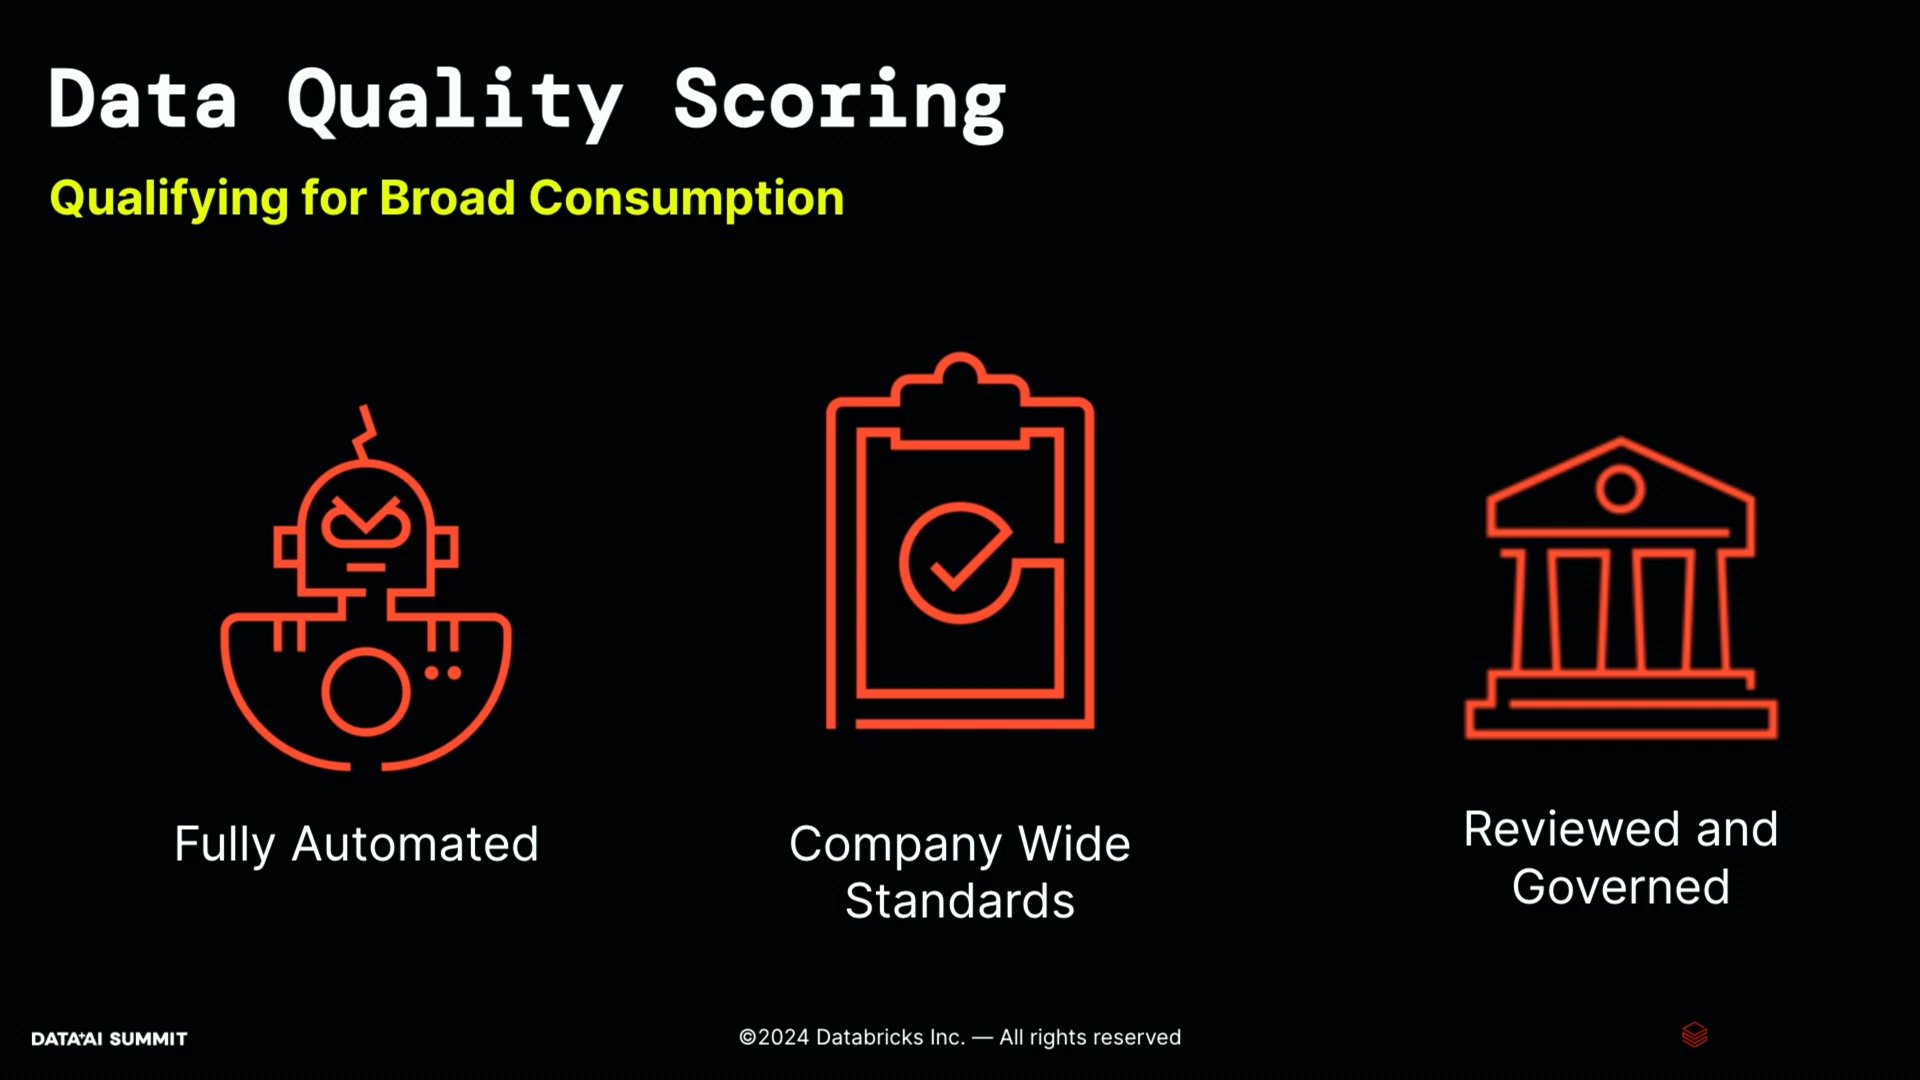 Data Quality Scoring
Qualifying for Broad Consumption
Fully Automated
Company Wide
Standards
Reviewed and
Governed
DATA+AI SUMMIT
©2024 Databricks Inc. — All rights reserved